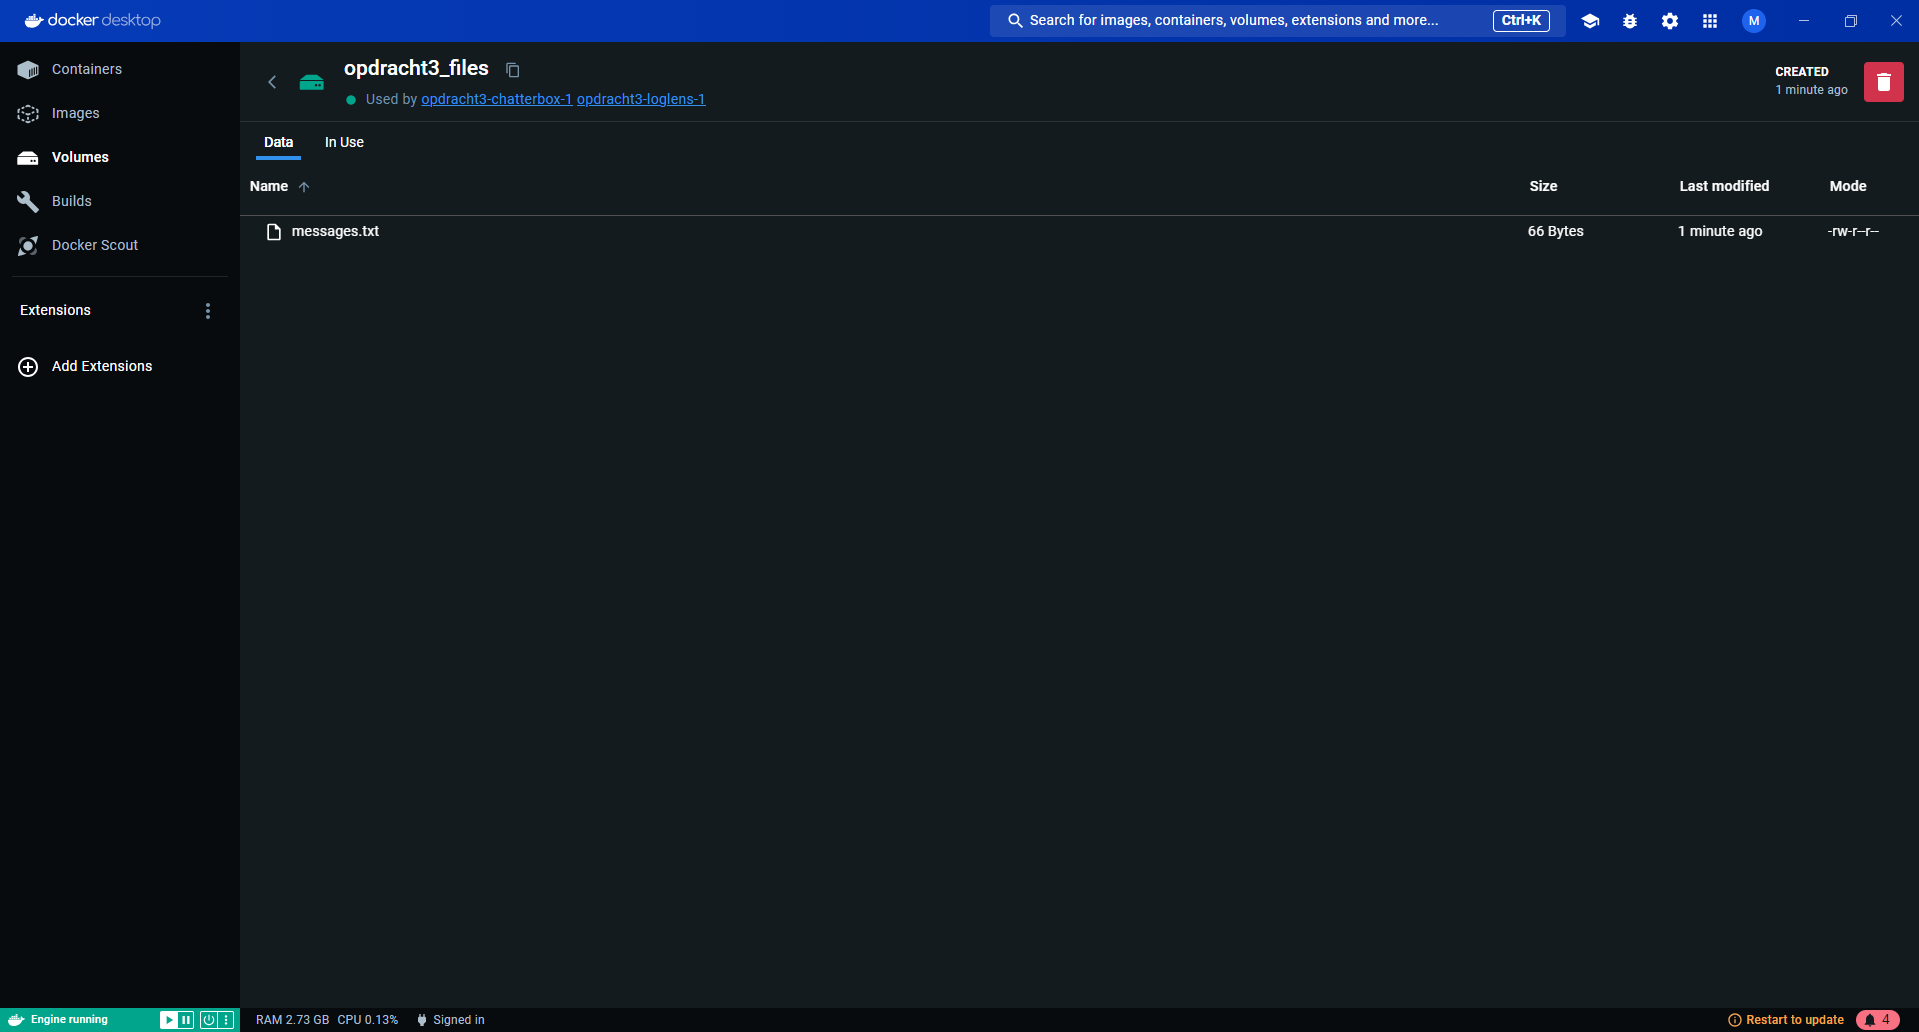 docker desktop
Search for images, containers, volumes, extensions and more... Ctrl+K
M
Containers
Images
Volumes
Builds
Docker Scout
Extensions
Add Extensions
opdracht3_files
Used by opdracht3-chatterbox-1 opdracht3-loglens-1
CREATED
1 minute ago
Data In Use
Name Size Last modified Mode
messages.txt 66 Bytes 1 minute ago -rw-r--r--
Engine running RAM 2.73 GB CPU 0.13% Signed in Restart to update 4